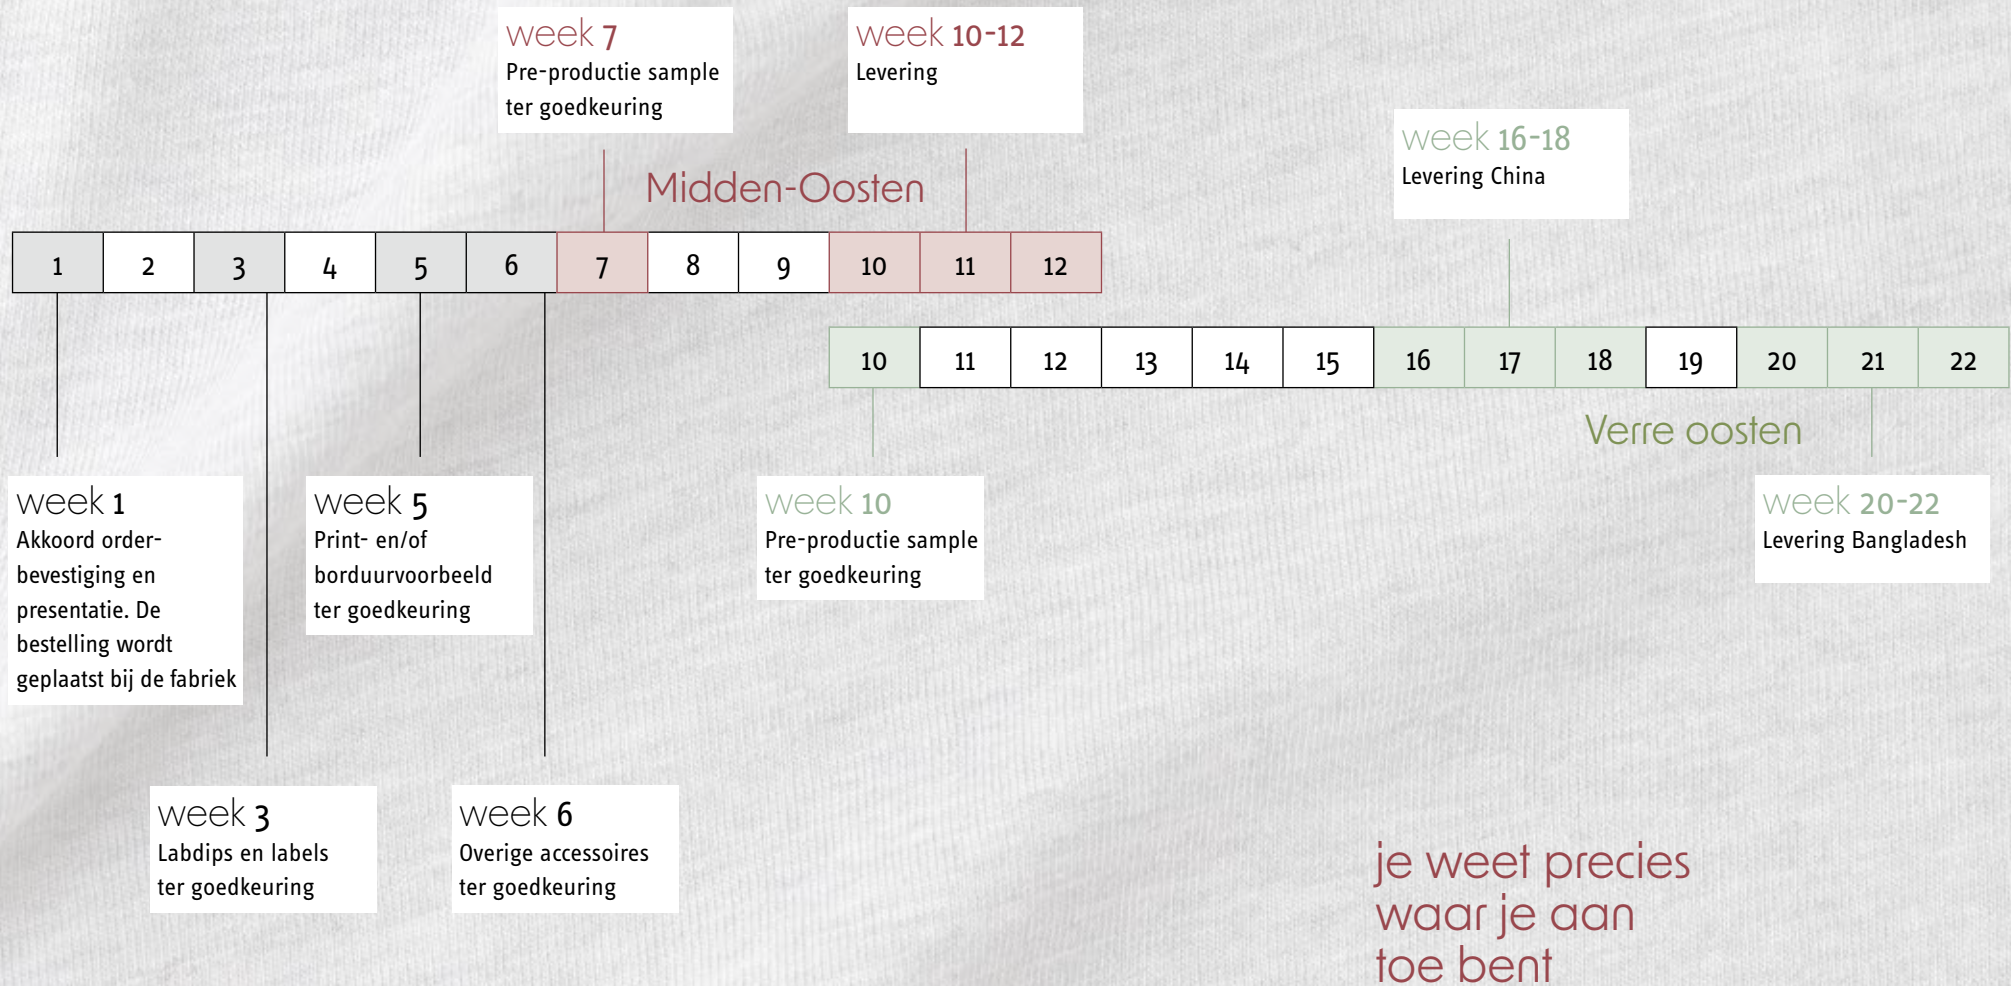 week 7
Pre-productie sample
ter goedkeuring
week 10-12
Levering
week 16-18
Levering China
Midden-Oosten
1 2 3 4 5 6 7 8 9 10 11 12
10 11 12 13 14 15 16 17 18 19 20 21 22
Verre oosten
week 1
Akkoord order-
bevestiging en
presentatie. De
bestelling wordt
geplaatst bij de fabriek
week 5
Print- en/of
borduurvoorbeeld
ter goedkeuring
week 10
Pre-productie sample
ter goedkeuring
week 20-22
Levering Bangladesh
week 3
Labdips en labels
ter goedkeuring
week 6
Overige accessoires
ter goedkeuring
je weet precies
waar je aan
toe bent